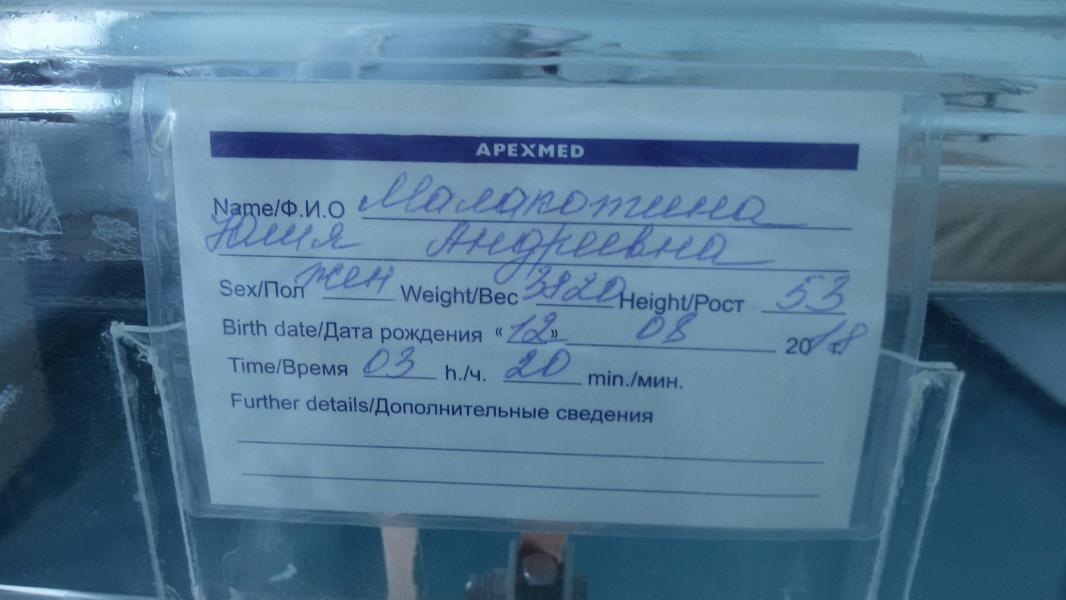 APEXMED
Name/Ф.И.О Малакотина
Юлия Андреевна
Sex/Пол жен Weight/Вес 3820 Height/Рост 53
Birth date/Дата рождения «12» 08 2018
Time/Время 03 h./ч. 20 min./мин.
Further details/Дополнительные сведения